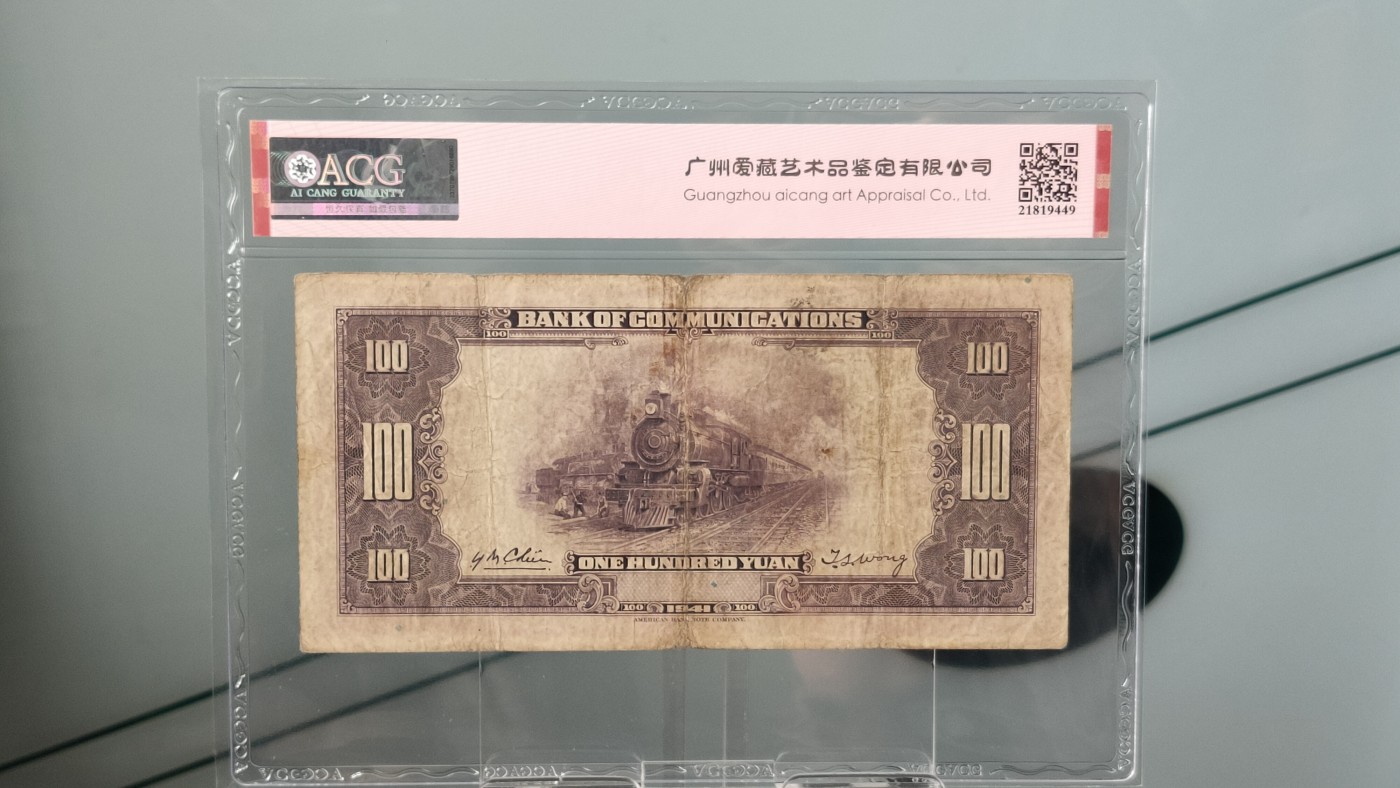 ACG
AI CANG GUARANTY
广州爱藏艺术品鉴定有限公司
Guangzhou aicang art Appraisal Co., Ltd.
21819449
BANK OF COMMUNICATIONS
100 100
100 100
100 100
100 100
ONE HUNDRED YUAN
T.S. Wong
100 1941 100
AMERICAN BANK NOTE COMPANY.